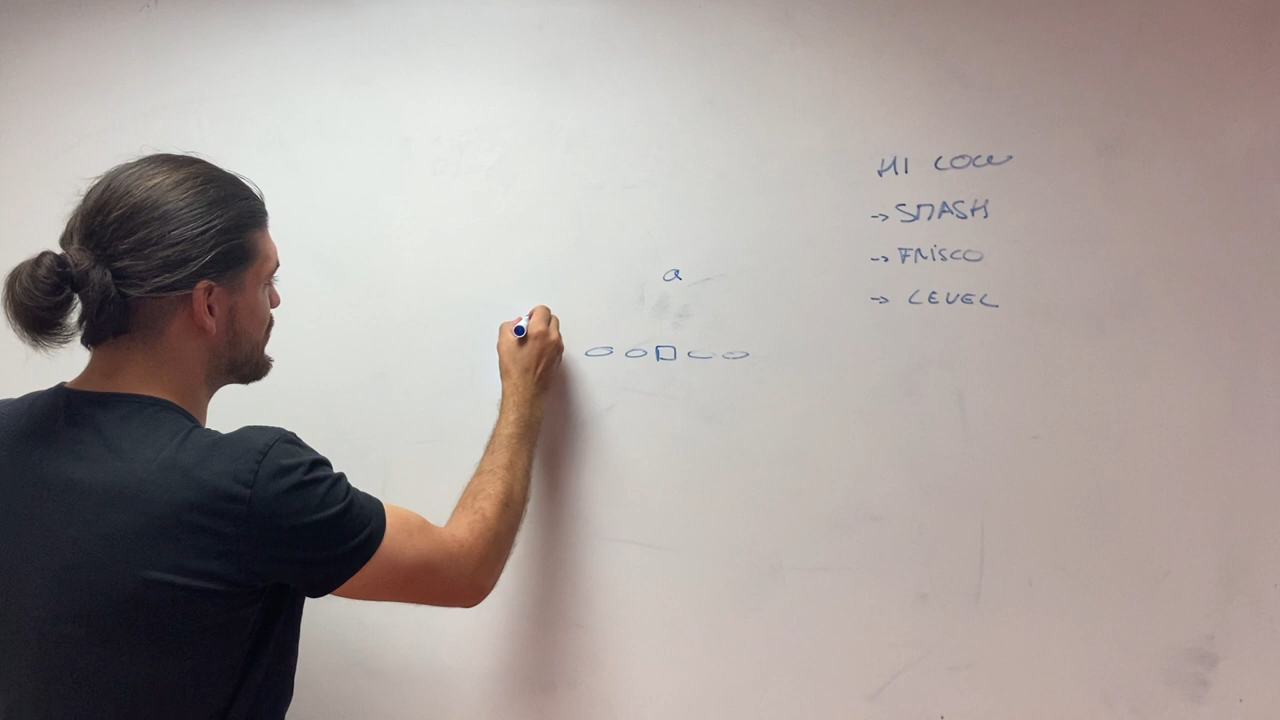 HI LOW
→ SMASH
→ FRISCO
→ LEVEL
Q